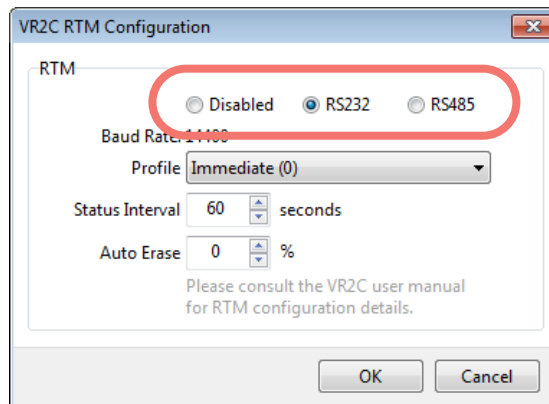 VR2C RTM Configuration
RTM
Disabled RS232 RS485
Baud Rate:
Profile Immediate (0)
Status Interval 60 seconds
Auto Erase 0 %
Please consult the VR2C user manual
for RTM configuration details.
OK Cancel